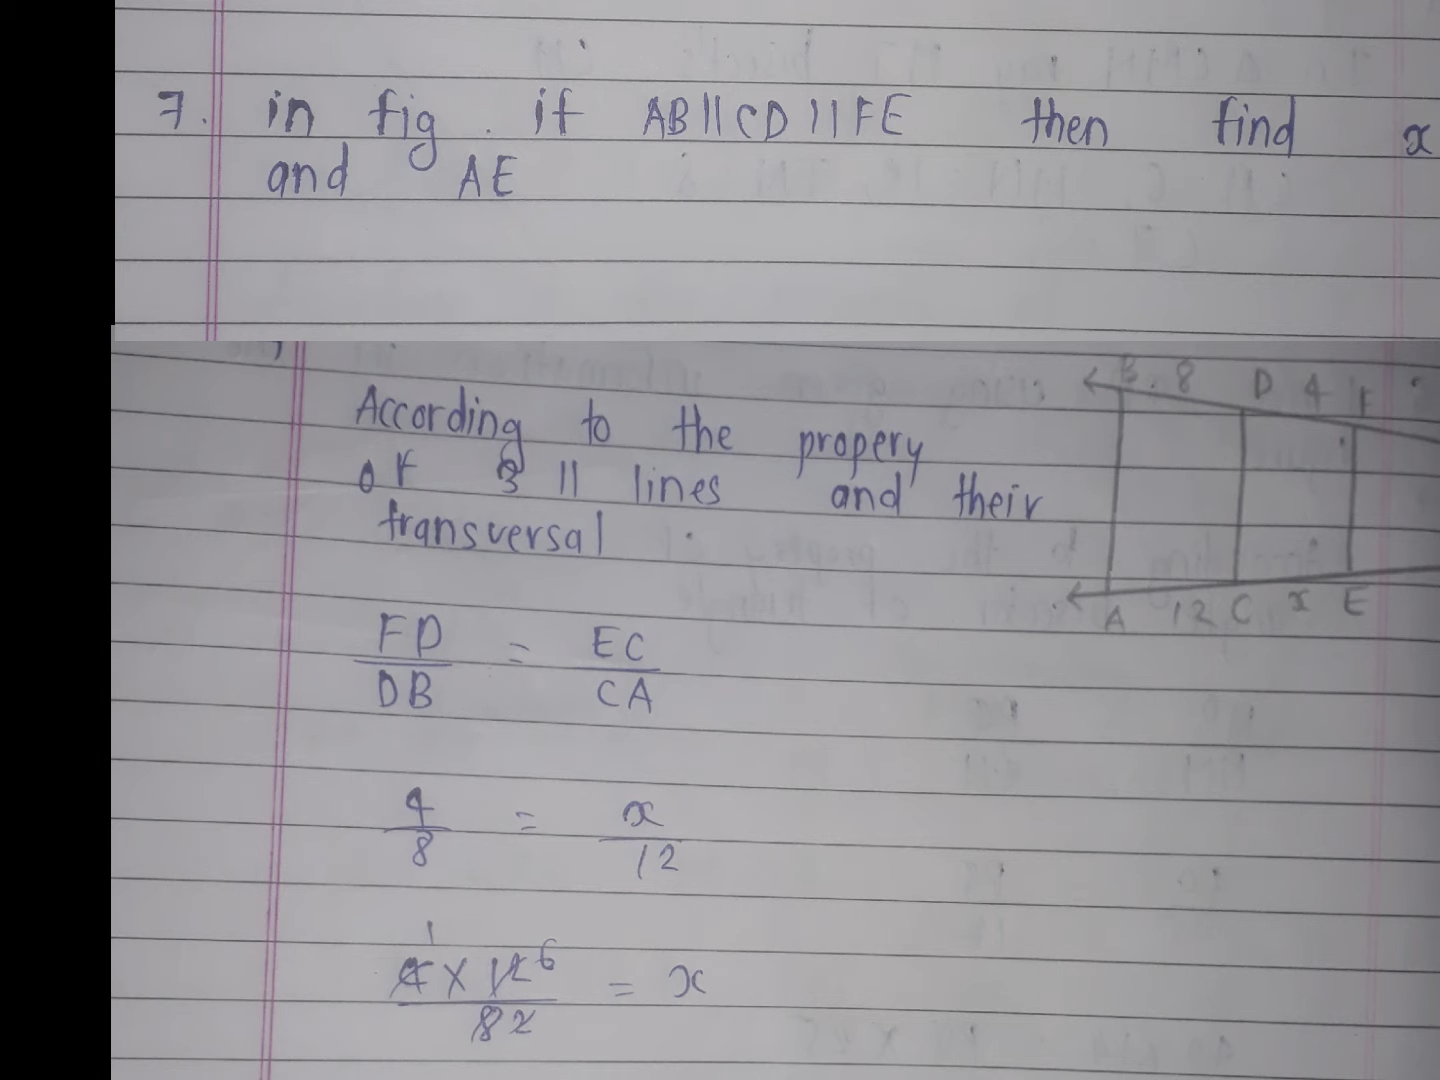 7. in fig. if AB||CD||FE then find x
and AE
B. 8 D 4 F
According to the propery
of 3 || lines and their
transversal.
A 12 C x E
FD = EC
DB CA
4 = x
8 12
1
4 x 12 6 = x
8 2